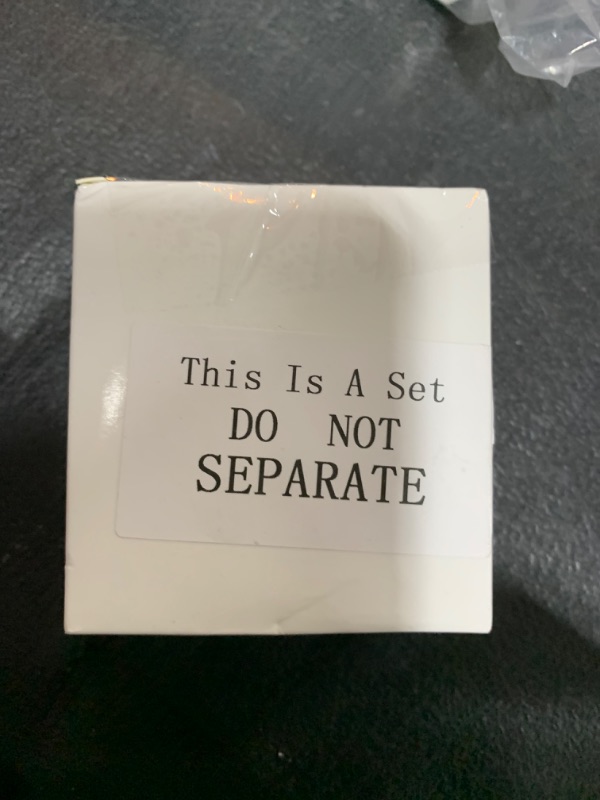 This Is A Set
DO NOT
SEPARATE